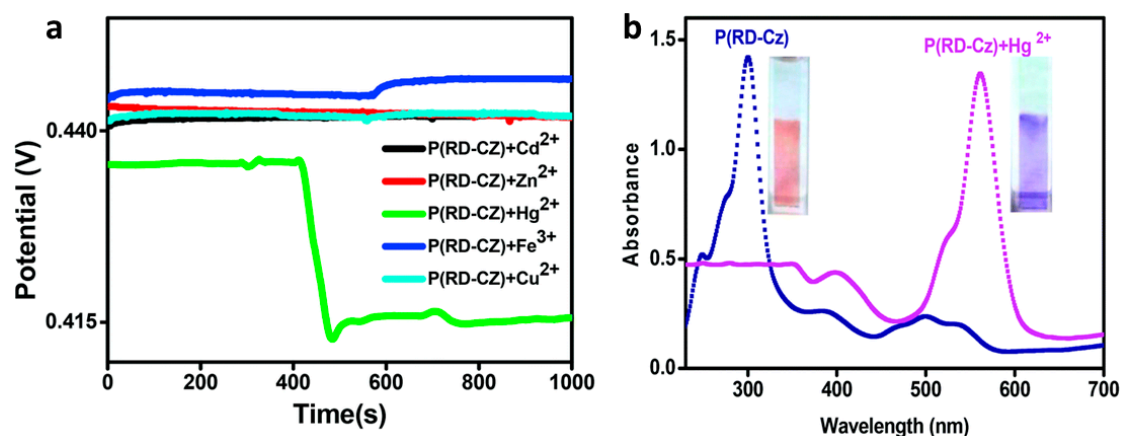 a
0.440
0.415
Potential (V)
P(RD-CZ)+Cd2+
P(RD-CZ)+Zn2+
P(RD-CZ)+Hg2+
P(RD-CZ)+Fe3+
P(RD-CZ)+Cu2+
0 200 400 600 800 1000
Time(s)
b
P(RD-Cz)
P(RD-Cz)+Hg 2+
1.5
1.0
0.5
0.0
Absorbance
300 400 500 600 700
Wavelength (nm)